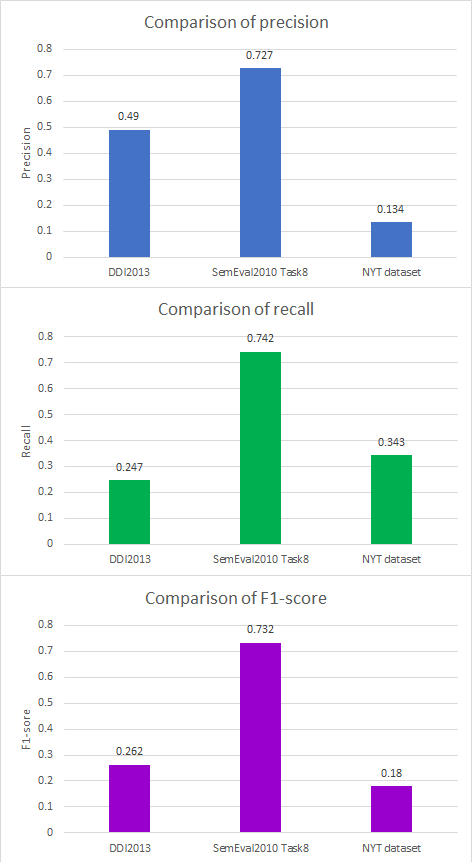 Comparison of precision
0.8
0.7
0.6
0.5
0.4
0.3
0.2
0.1
0
Precision
0.49
0.727
0.134
DDI2013
SemEval2010 Task8
NYT dataset
Comparison of recall
0.8
0.7
0.6
0.5
0.4
0.3
0.2
0.1
0
Recall
0.247
0.742
0.343
DDI2013
SemEval2010 Task8
NYT dataset
Comparison of F1-score
0.8
0.7
0.6
0.5
0.4
0.3
0.2
0.1
0
F1-sore
0.262
0.732
0.18
DDI2013
SemEval2010 Task8
NYT dataset